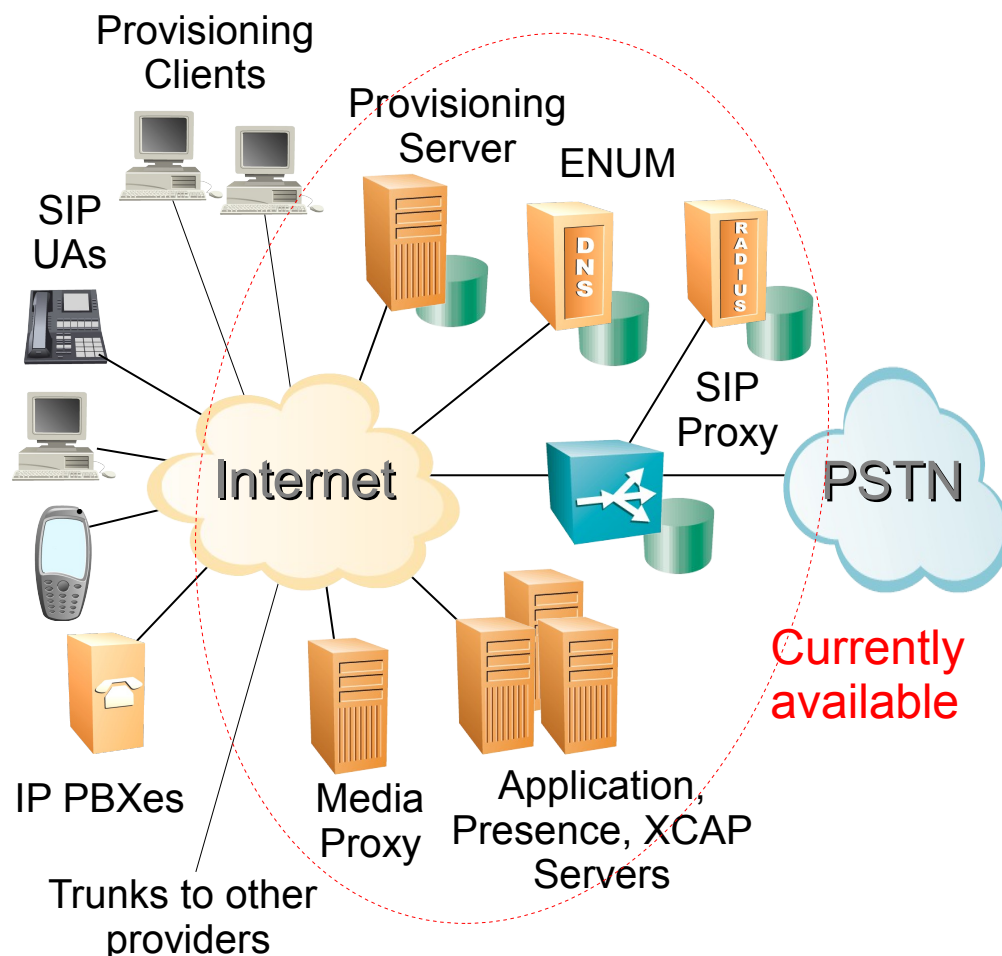 Provisioning
Clients
Provisioning
Server
ENUM
SIP
UAs
DNS
RADIUS
SIP
Proxy
Internet
PSTN
Currently
available
IP PBXes
Media
Proxy
Application,
Presence, XCAP
Servers
Trunks to other
providers